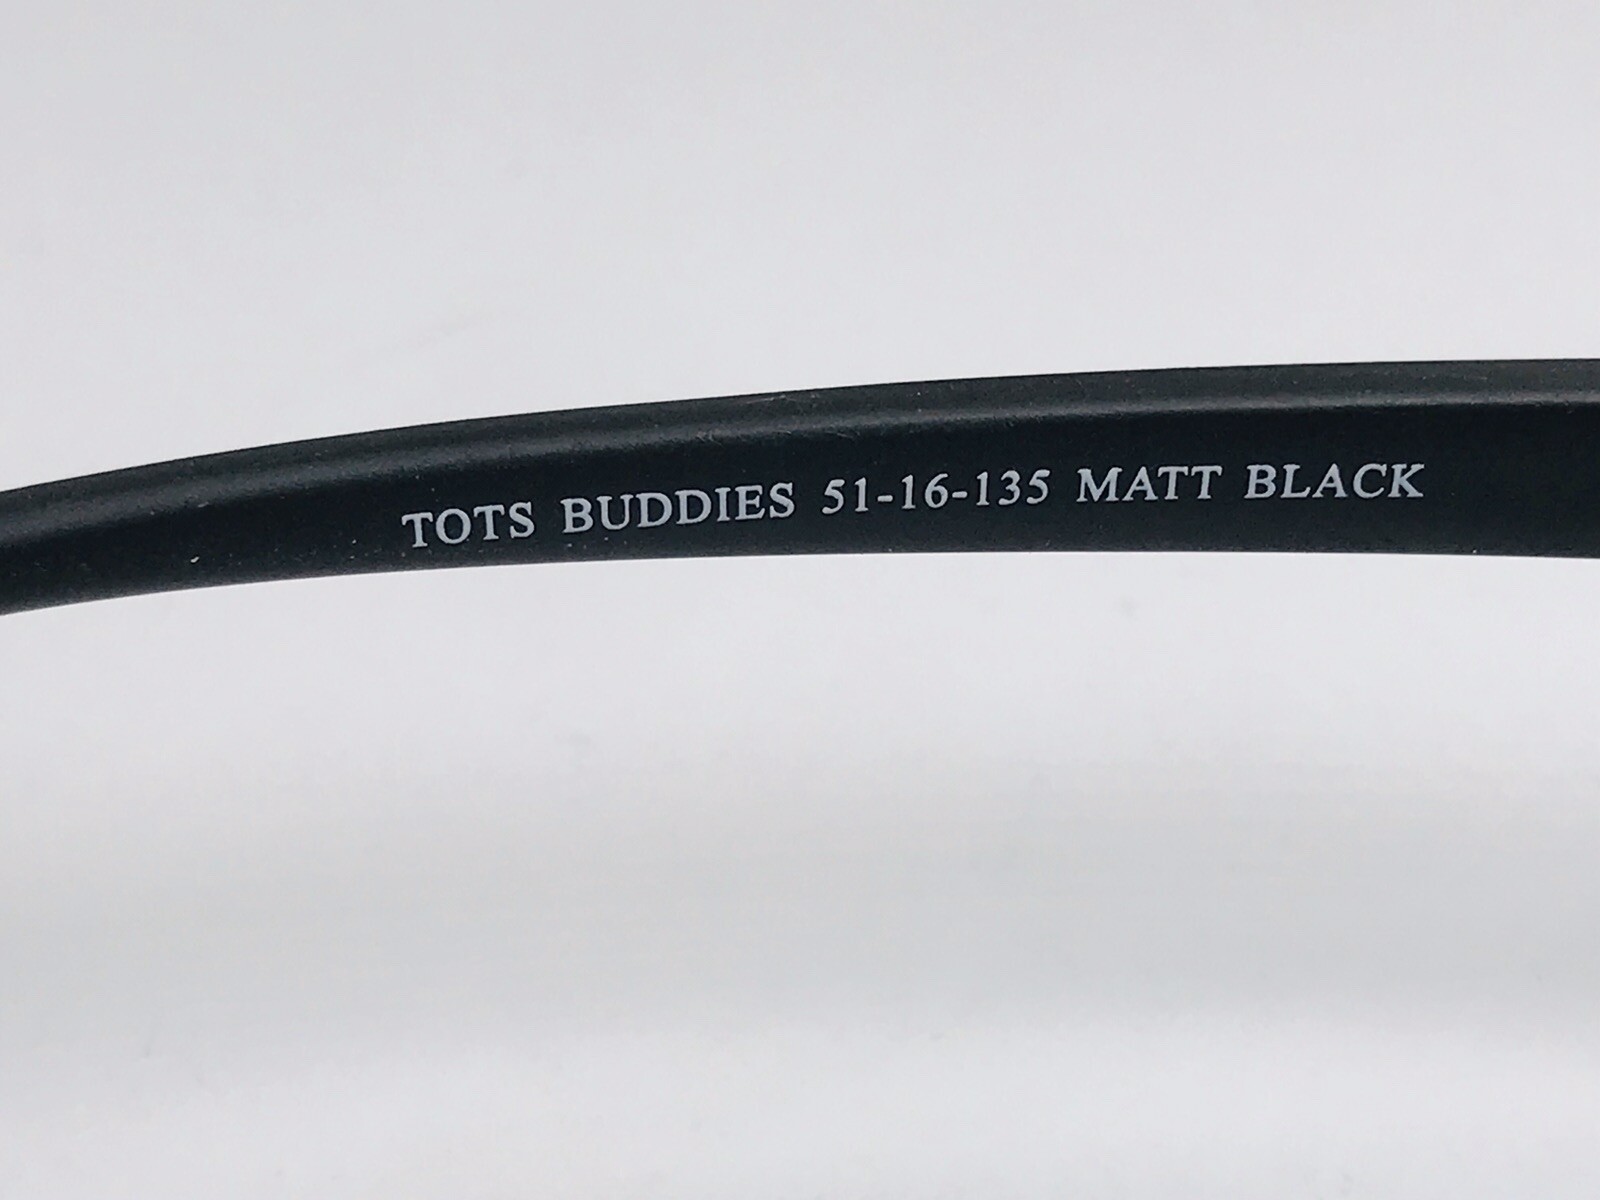 TOTS BUDDIES 51-16-135 MATT BLACK